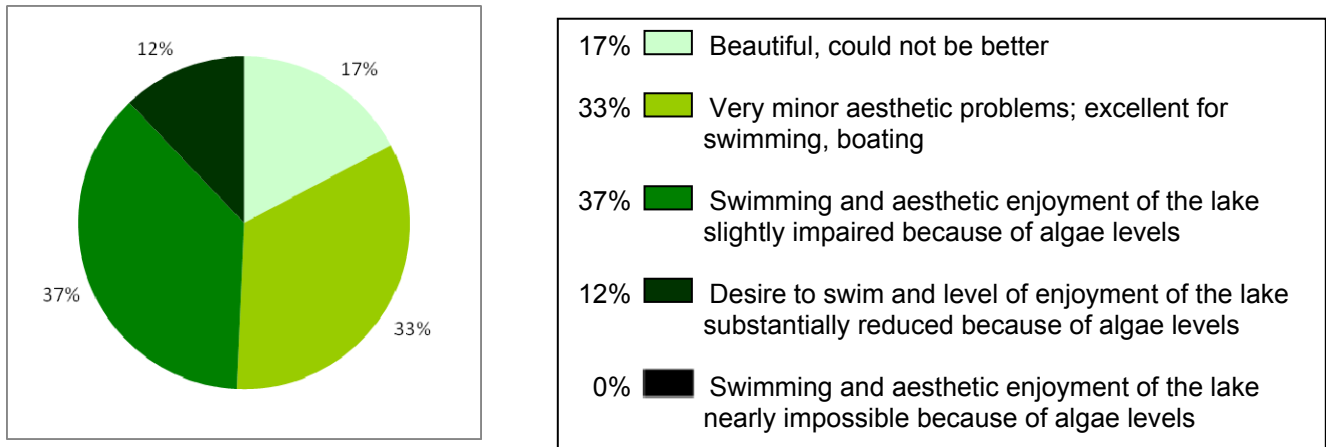 12%
17%
37%
33%
17% Beautiful, could not be better
33% Very minor aesthetic problems; excellent for
swimming, boating
37% Swimming and aesthetic enjoyment of the lake
slightly impaired because of algae levels
12% Desire to swim and level of enjoyment of the lake
substantially reduced because of algae levels
0% Swimming and aesthetic enjoyment of the lake
nearly impossible because of algae levels